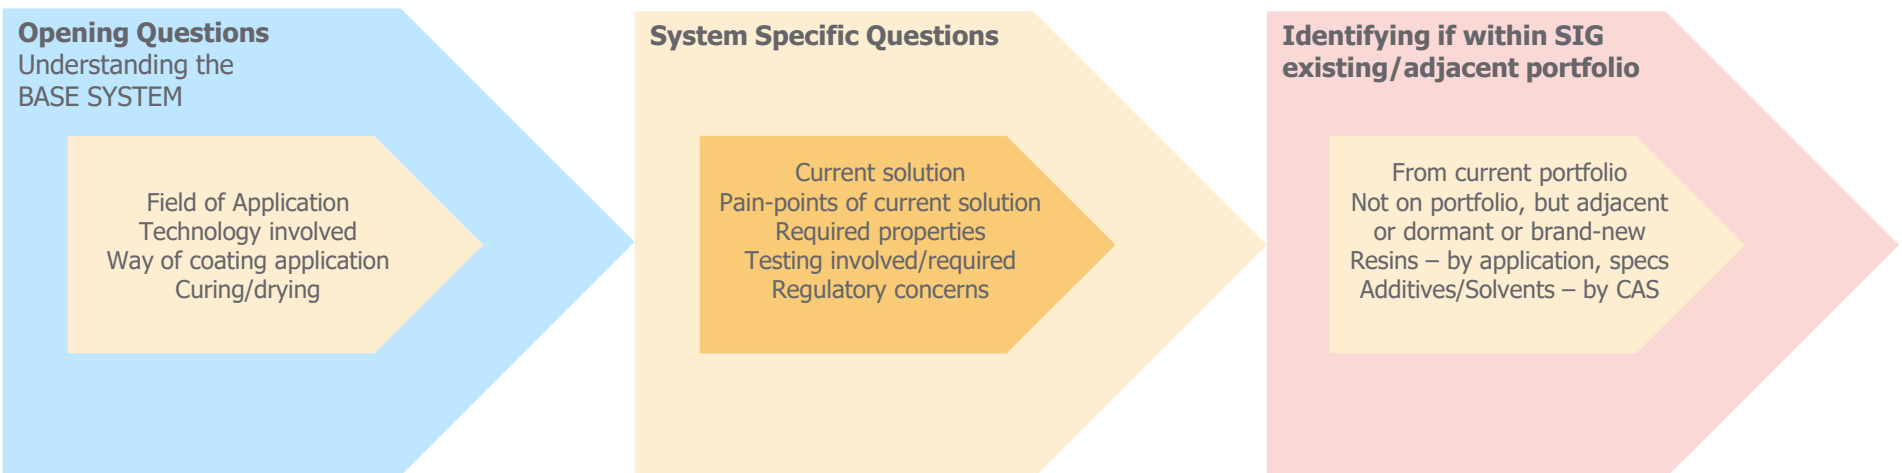 Opening Questions
Understanding the
BASE SYSTEM
Field of Application
Technology involved
Way of coating application
Curing/drying
System Specific Questions
Current solution
Pain-points of current solution
Required properties
Testing involved/required
Regulatory concerns
Identifying if within SIG
existing/adjacent portfolio
From current portfolio
Not on portfolio, but adjacent
or dormant or brand-new
Resins – by application, specs
Additives/Solvents – by CAS